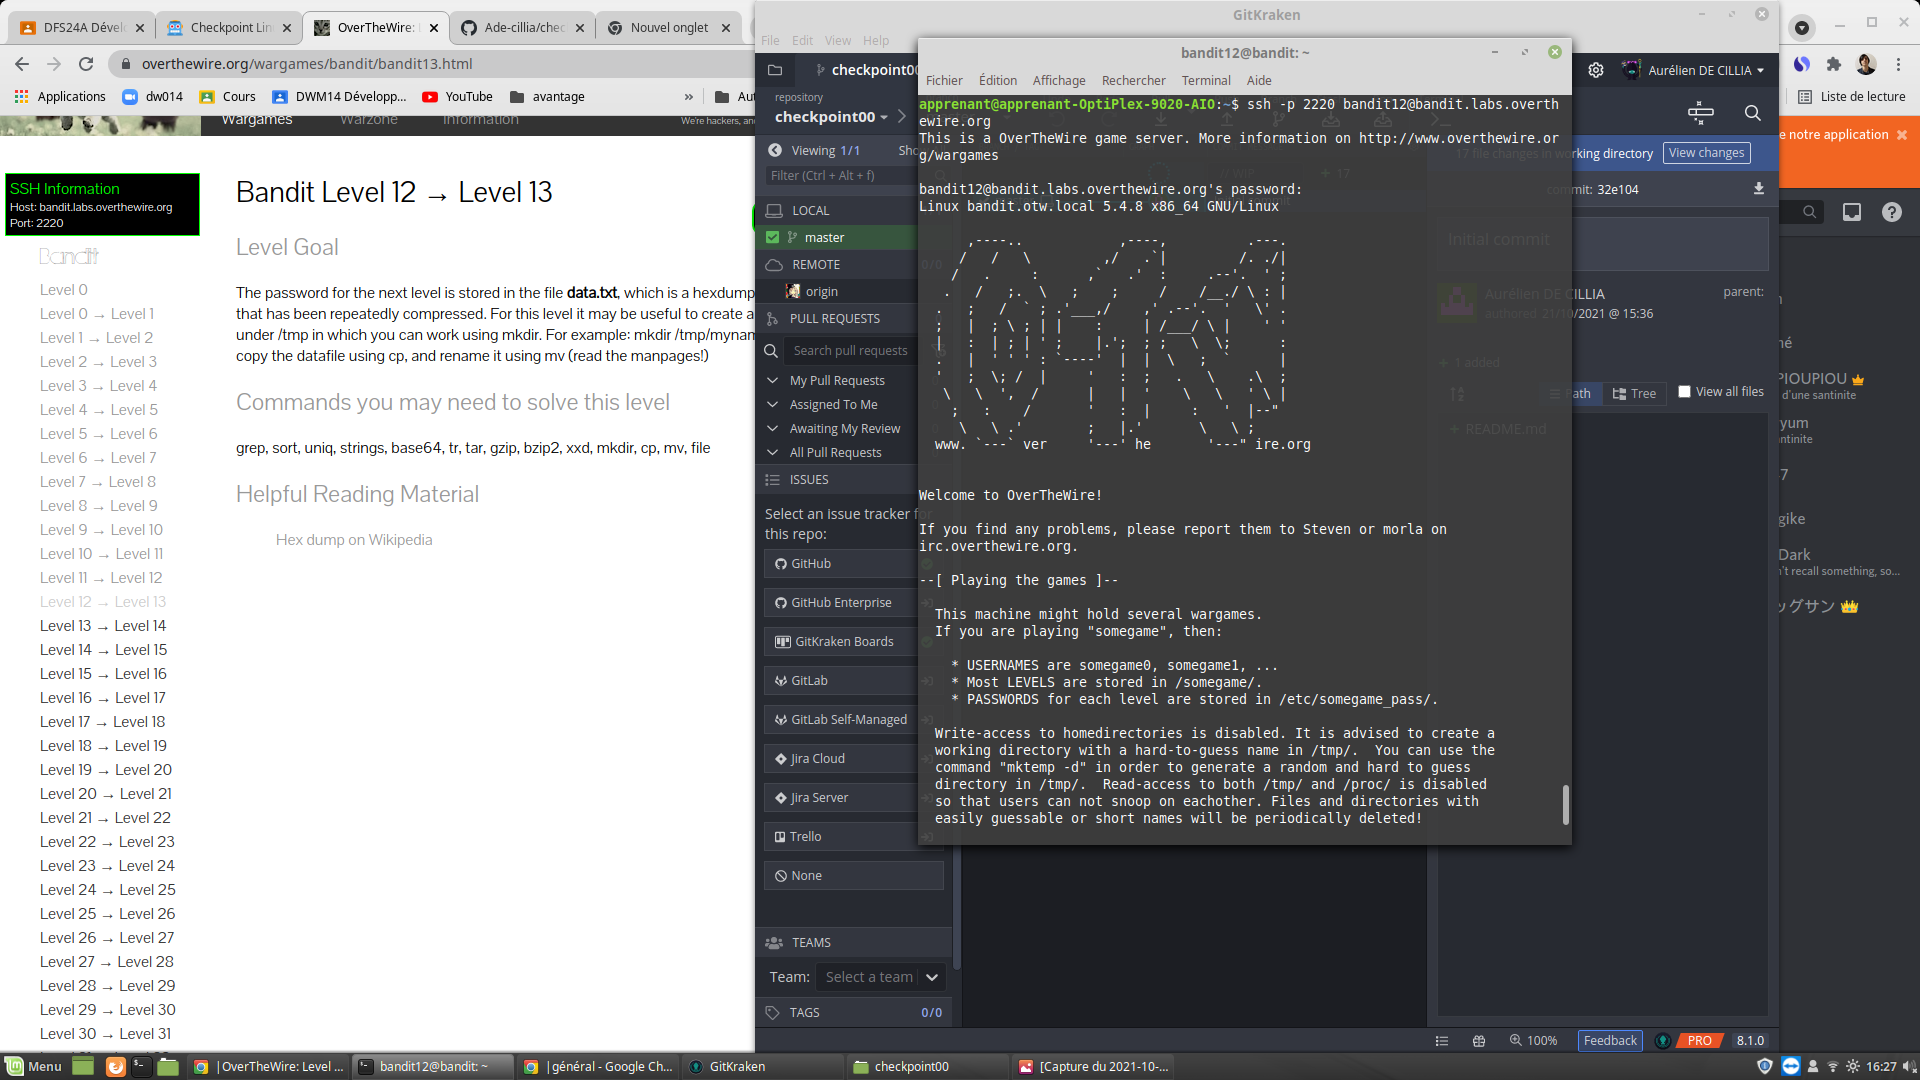 DFS24A Dével
Checkpoint Lin
OverTheWire:
Ade-cillia/chec
Nouvel onglet
overthewire.org/wargames/bandit/bandit13.html
Applications
dw014
Cours
DWM14 Développ...
YouTube
avantage
»
Au
Liste de lecture
Wargames
Warzone
Information
We're hackers, an
SSH Information
Host: bandit.labs.overthewire.org
Port: 2220
Bandit
Level 0
Level 0 → Level 1
Level 1 → Level 2
Level 2 → Level 3
Level 3 → Level 4
Level 4 → Level 5
Level 5 → Level 6
Level 6 → Level 7
Level 7 → Level 8
Level 8 → Level 9
Level 9 → Level 10
Level 10 → Level 11
Level 11 → Level 12
Level 12 → Level 13
Level 13 → Level 14
Level 14 → Level 15
Level 15 → Level 16
Level 16 → Level 17
Level 17 → Level 18
Level 18 → Level 19
Level 19 → Level 20
Level 20 → Level 21
Level 21 → Level 22
Level 22 → Level 23
Level 23 → Level 24
Level 24 → Level 25
Level 25 → Level 26
Level 26 → Level 27
Level 27 → Level 28
Level 28 → Level 29
Level 29 → Level 30
Level 30 → Level 31
Bandit Level 12 → Level 13
Level Goal
The password for the next level is stored in the file data.txt, which is a hexdump
that has been repeatedly compressed. For this level it may be useful to create a
under /tmp in which you can work using mkdir. For example: mkdir /tmp/mynam
copy the datafile using cp, and rename it using mv (read the manpages!)
Commands you may need to solve this level
grep, sort, uniq, strings, base64, tr, tar, gzip, bzip2, xxd, mkdir, cp, mv, file
Helpful Reading Material
Hex dump on Wikipedia
GitKraken
File Edit View Help
checkpoint00
repository
checkpoint00
Viewing 1/1
Sho
Filter (Ctrl + Alt + f)
LOCAL
master
REMOTE
0/0
origin
PULL REQUESTS
Search pull requests
My Pull Requests
Assigned To Me
Awaiting My Review
All Pull Requests
ISSUES
Select an issue tracker for
this repo:
GitHub
GitHub Enterprise
GitKraken Boards
GitLab
GitLab Self-Managed
Jira Cloud
Jira Server
Trello
None
TEAMS
Team:
Select a team
TAGS
0/0
bandit12@bandit: ~
Fichier Édition Affichage Rechercher Terminal Aide
apprenant@apprenant-OptiPlex-9020-AIO:~$ ssh -p 2220 bandit12@bandit.labs.overth
ewire.org
This is a OverTheWire game server. More information on http://www.overthewire.or
g/wargames
bandit12@bandit.labs.overthewire.org's password:
Linux bandit.otw.local 5.4.8 x86_64 GNU/Linux
www. `---` ver '---' he '---" ire.org
Welcome to OverTheWire!
If you find any problems, please report them to Steven or morla on
irc.overthewire.org.
--[ Playing the games ]--
This machine might hold several wargames.
If you are playing "somegame", then:
* USERNAMES are somegame0, somegame1, ...
* Most LEVELS are stored in /somegame/.
* PASSWORDS for each level are stored in /etc/somegame_pass/.
Write-access to homedirectories is disabled. It is advised to create a
working directory with a hard-to-guess name in /tmp/.  You can use the
command "mktemp -d" in order to generate a random and hard to guess
directory in /tmp/.  Read-access to both /tmp/ and /proc/ is disabled
so that users can not snoop on eachother. Files and directories with
easily guessable or short names will be periodically deleted!
Aurélien DE CILLIA
17 file changes in working directory
View changes
// WIP
+ 17
commit: 32e104
Initial commit
Aurélien DE CILLIA
authored 21/10/2021 @ 15:36
parent:
+ 1 added
Path
Tree
View all files
+ README.md
100%
Feedback
PRO
8.1.0
e notre application
né
PIOUPIOU
d'une santinite
yum
antinite
7
gike
Dark
n't recall something, so...
ッグサン
Menu
|OverTheWire: Level ...
bandit12@bandit: ~
|général - Google Ch...
GitKraken
checkpoint00
[Capture du 2021-10-...
16:27